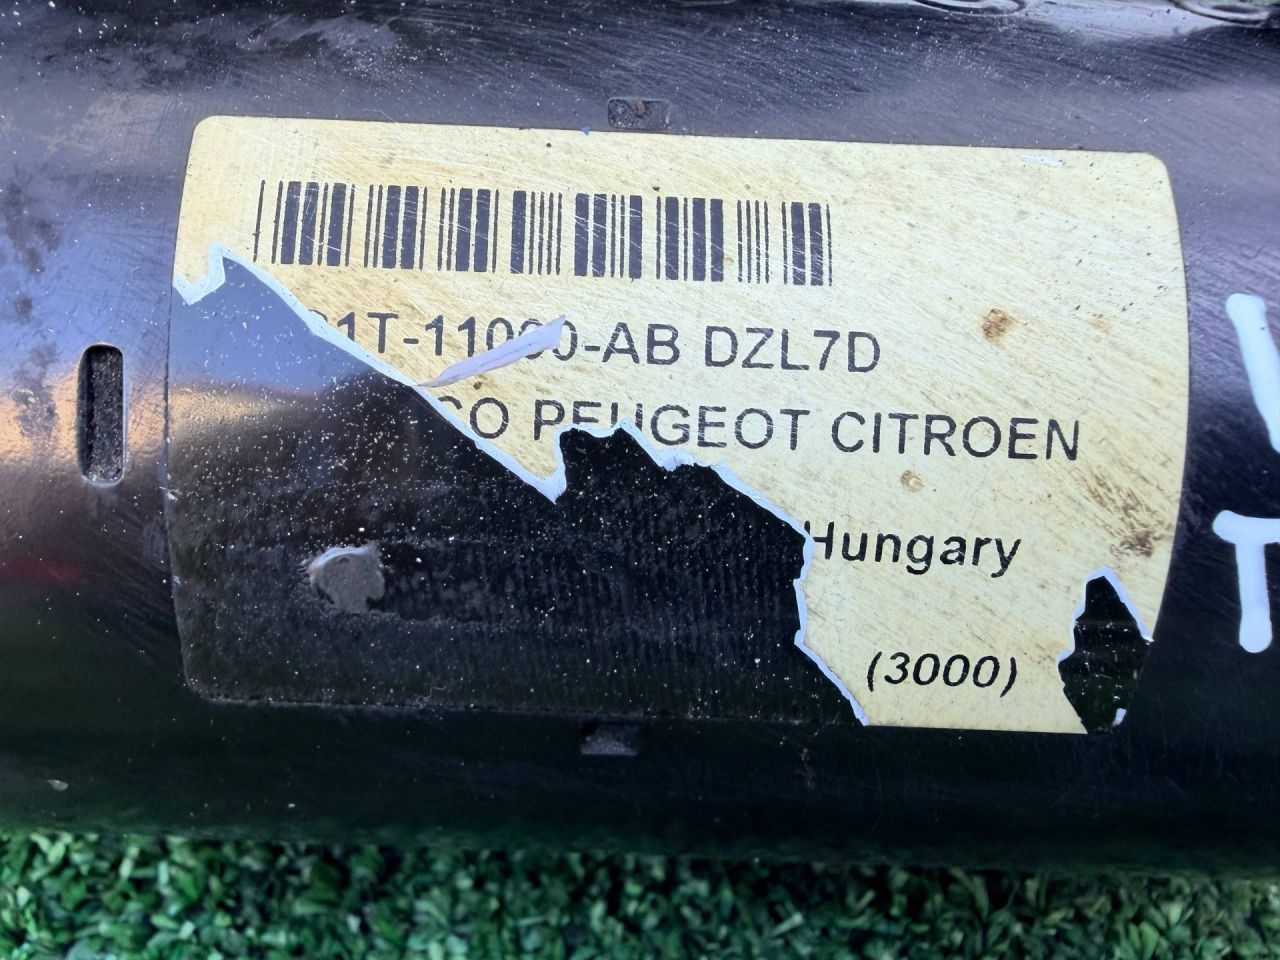 1T-11000-AB DZL7D
CO PEUGEOT CITROEN
Hungary
(3000)
T